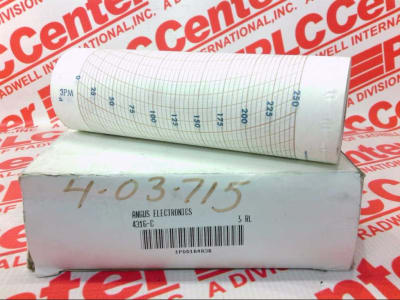 PLCCenter
A RADWELL INTERNATIONAL, INC.
A DIVISION
3PM
0 25 50 75 100 125 150 175 200 225 250
4-03-715
ANGUS ELECTRONICS
4316-C 3 RL